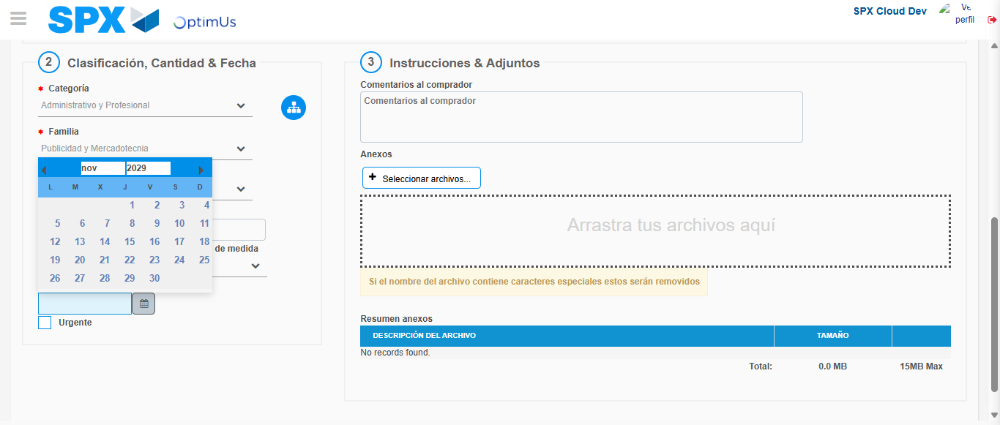 SPX
OptimUs
SPX Cloud Dev
Ve
perfil
2
Clasificación, Cantidad & Fecha
* Categoría
Administrativo y Profesional
* Familia
Publicidad y Mercadotecnia
nov 2029
L M X J V S D
1 2 3 4
5 6 7 8 9 10 11
12 13 14 15 16 17 18
19 20 21 22 23 24 25
26 27 28 29 30
de medida
Urgente
3
Instrucciones & Adjuntos
Comentarios al comprador
Comentarios al comprador
Anexos
+ Seleccionar archivos...
Arrastra tus archivos aquí
Si el nombre del archivo contiene caracteres especiales estos serán removidos
Resumen anexos
DESCRIPCIÓN DEL ARCHIVO TAMAÑO
No records found.
Total: 0.0 MB 15MB Max